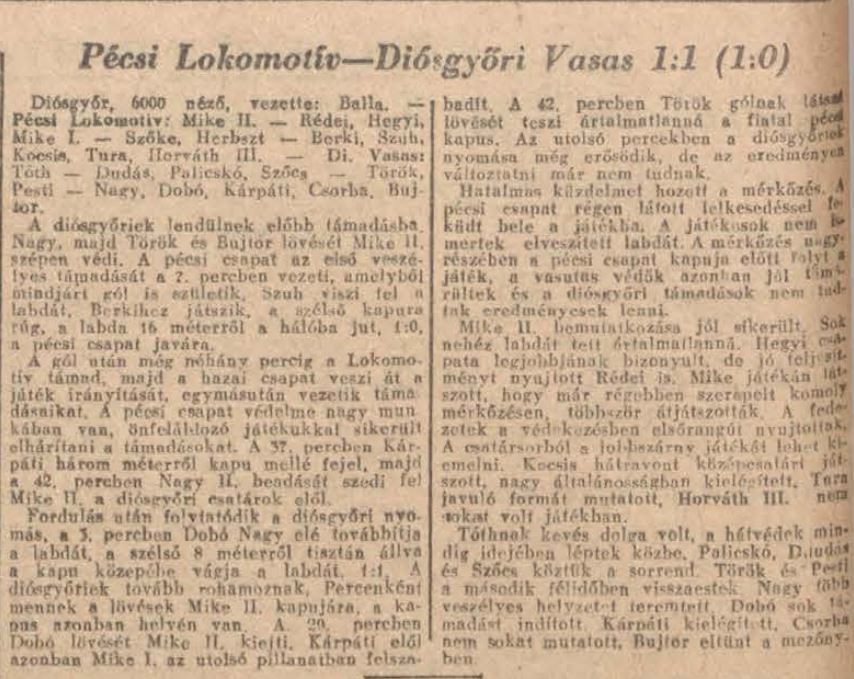 Pécsi Lokomotív—Diósgyőri Vasas 1:1 (1:0)
Diósgyőr, 6000 néző, vezette: Balla. —
Pécsi Lokomotív: Mike II. — Rédei, Hegyi,
Mike I. — Szőke, Herbszt — Berki, Szuh,
Kocsis, Tura, Horváth III. — Di. Vasas:
Tóth — Dudás, Palicskó, Szőcs — Török,
Pesti — Nagy, Dobó, Kárpáti, Csorba, Buj-
tor.
A diósgyőriek lendülnek előbb támadásba.
Nagy, majd Török és Bujtor lövését Mike II.
szépen védi. A pécsi csapat az első veszé-
lyes támadását a 7. percben vezeti, amelyből
mindjárt gól is születik. Szuh viszi fel a
labdát, Berkihez játszik, a szélső kapura
rúg, a labda 16 méterről a hálóba jut, 1:0,
a pécsi csapat javára.
A gól után még néhány percig a Lokomo-
tív támad, majd a hazai csapat veszi át a
játék irányítását, egymásután vezetik táma
dásaikat. A pécsi csapat védelme nagy mun
kában van, önfeláldozó játékukkal sikerült
elhárítani a támadásokat. A 37. percben Kár-
páti három méterről kapu mellé fejel, majd
a 42. percben Nagy II. beadását szedi fel
Mike II. a diósgyőri csatárok elől.
Fordulás után folytatódik a diósgyőri nyo-
más, a 3. percben Dobó Nagy elé továbbítja
a labdát, a szélső 8 méterről tisztán állva
a kapu közepébe vágja a labdát, 1:1. A
diósgyőriek tovább rohamoznak. Percenként
mennek a lövések Mike II. kapujára, a ka-
pus azonban helyén van. A 20. percben
Dobó lövését Mike II. kiejti, Kárpáti elől
azonban Mike I. az utolsó pillanatban felsza-
badít. A 42. percben Török gólnak látszó
lövését teszi ártalmatlanná a fiatal pécsi
kapus. Az utolsó percekben a diósgyőriek
nyomása még erősödik, de az eredményen
változtatni már nem tudnak.
Hatalmas küzdelmet hozott a mérkőzés. A
pécsi csapat régen látott lelkesedéssel fe-
küdt bele a játékba. A játékosok nem is-
mertek elveszített labdát. A mérkőzés nagy-
részében a pécsi csapat kapuja előtt folyt a
játék, a vasutas védők azonban jól tömö-
rültek és a diósgyőri támadások nem tud-
tak eredményesek lenni.
Mike II. bemutatkozása jól sikerült. Sok
nehéz labdát tett ártalmatlanná. Hegyi csa-
pata legjobbjának bizonyult, de jó teljesít-
ményt nyujtott Rédei is. Mike játékán lát-
szott, hogy már régebben szerepelt komoly
mérkőzésen, többször átjátszották. A fede-
zetek a védekezésben elsőrangút nyujtottak.
A csatársorból a jobbszárny játékát lehet ki-
emelni. Kocsis hátravont középcsatárt ját-
szott, nagy általánosságban kielégített. Tura
javuló formát mutatott, Horváth III. nem
sokat volt játékban.
Tóthnak kevés dolga volt, a hátvédek min-
dig idejében léptek közbe. Palicskó, Dudás
és Szőcs köztük a sorrend. Török és Pesti
a második félidőben visszaestek. Nagy több
veszélyes helyzetet teremtett. Dobó sok tá-
madást indított. Kárpáti kielégített, Csorba
nem sokat mutatott, Bujtor eltünt a mezőny-
ben.